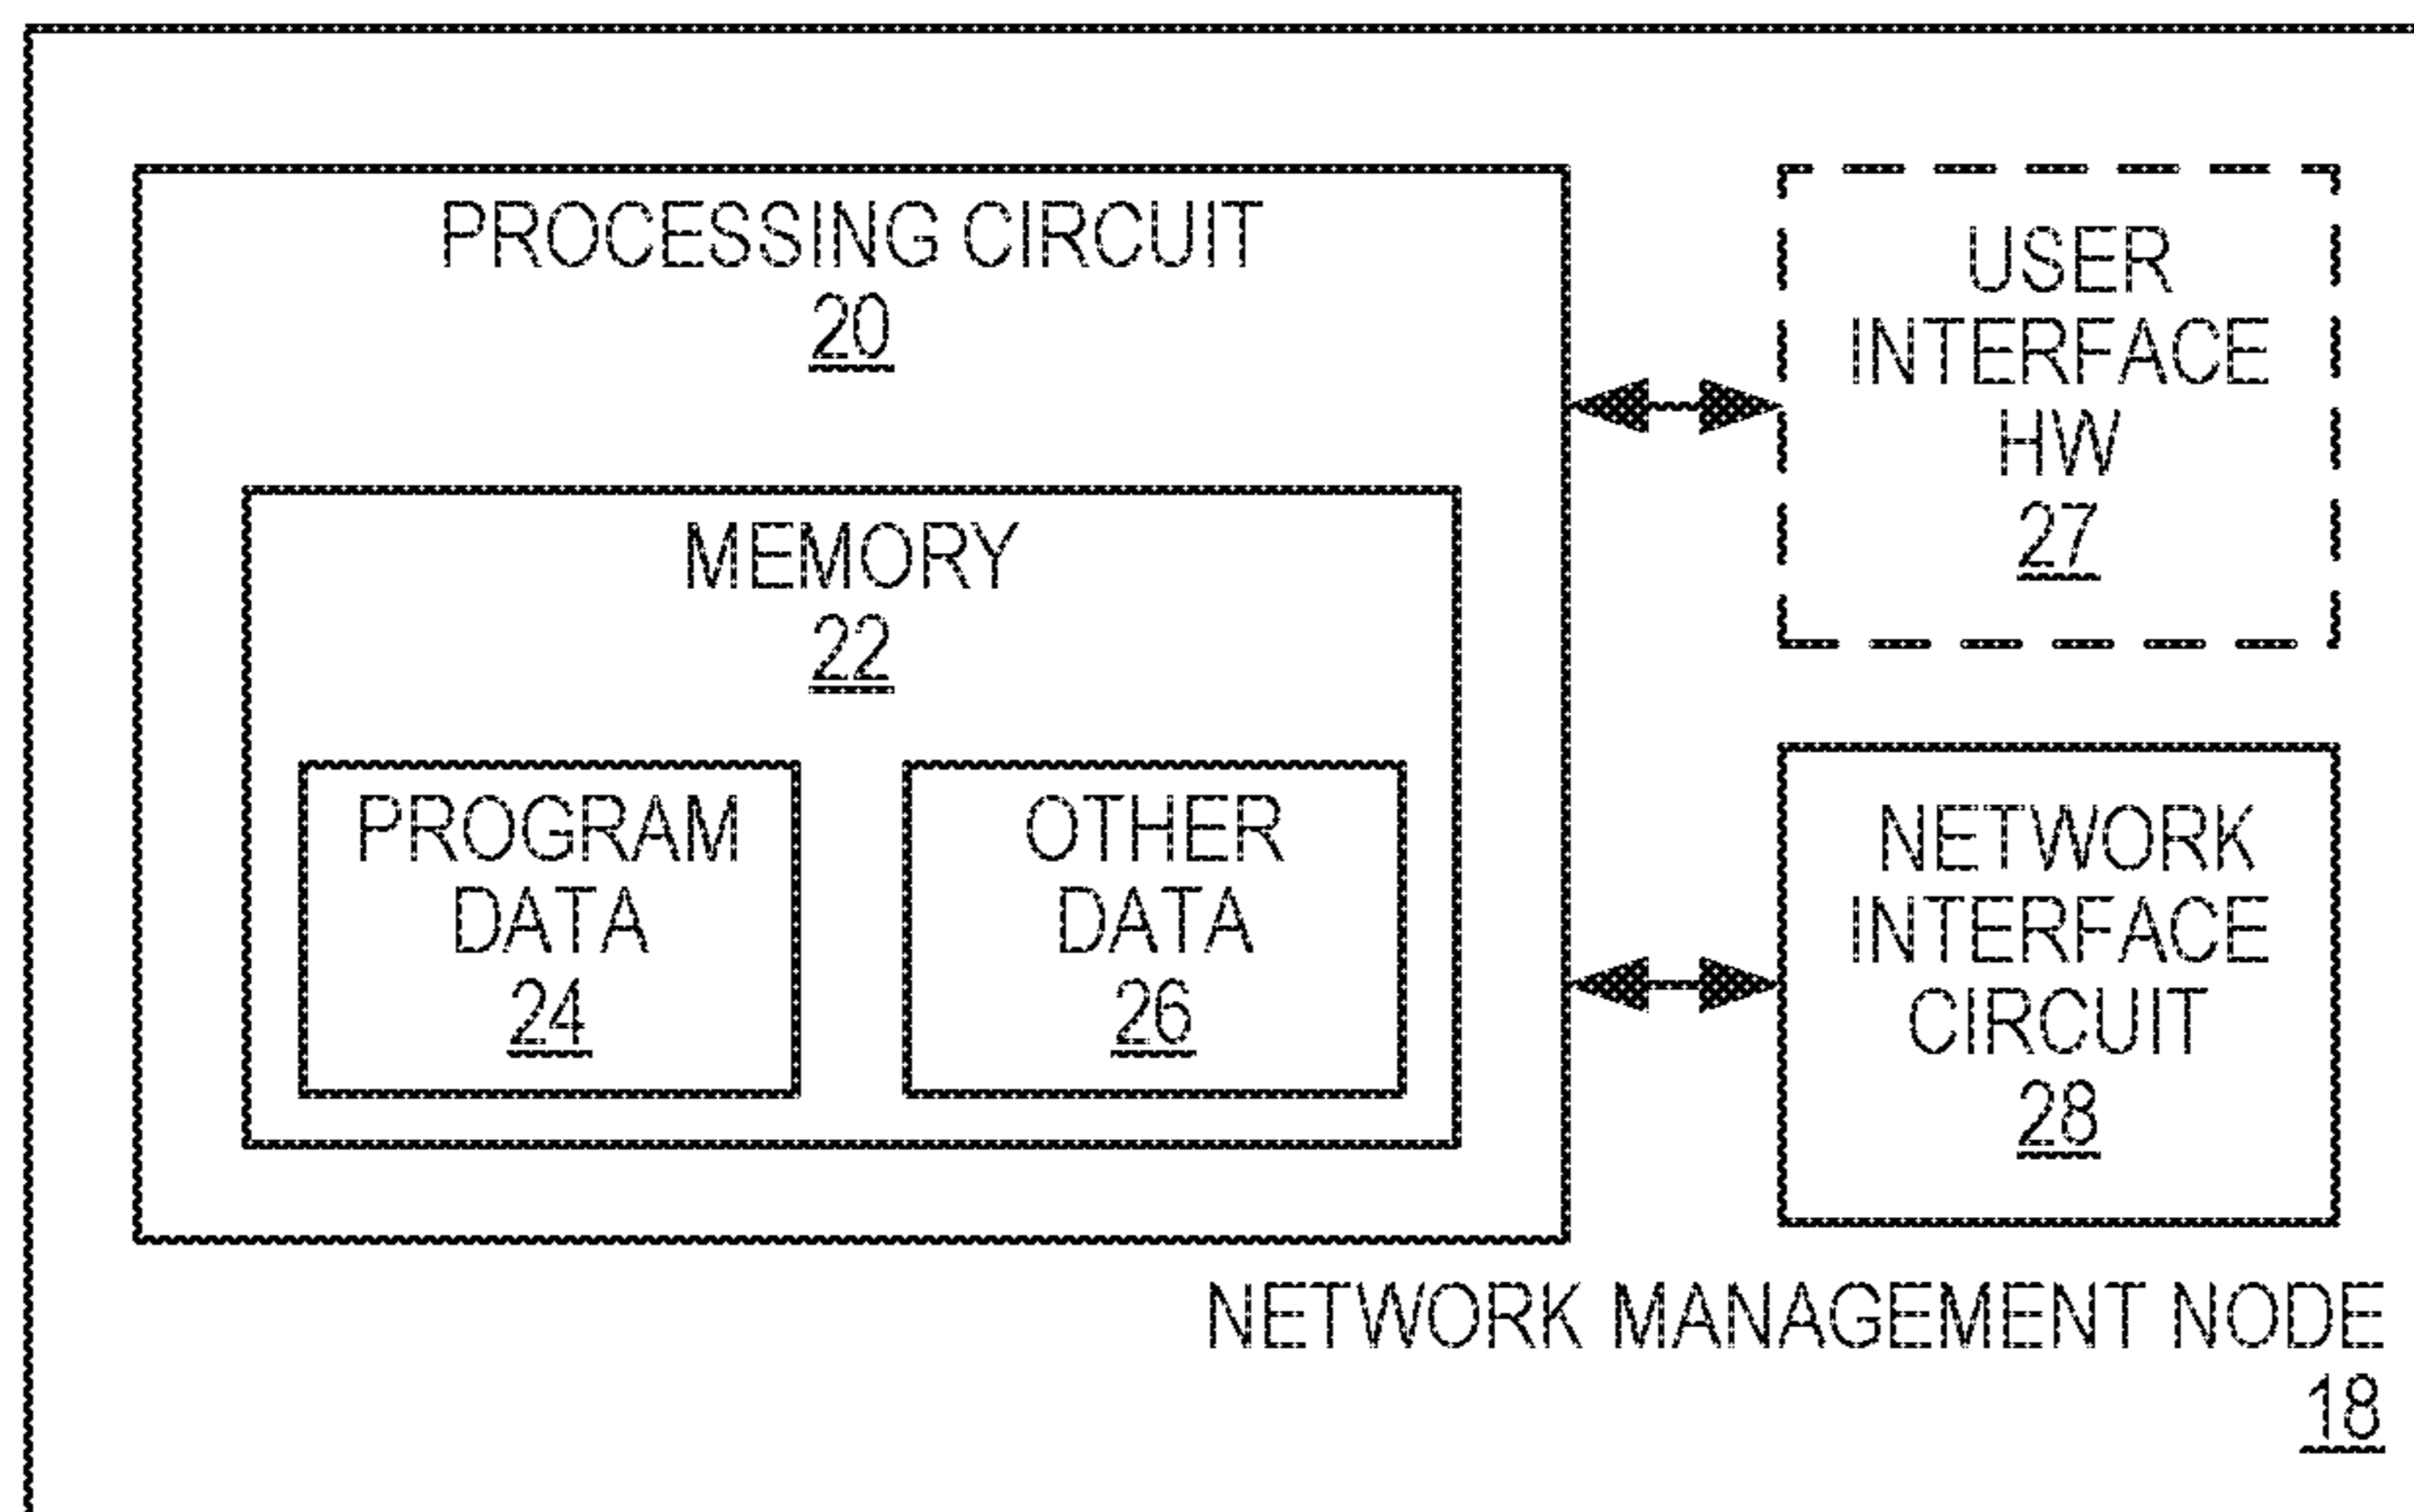 PROCESSING CIRCUIT
20
MEMORY
22
PROGRAM
DATA
24
OTHER
DATA
26
USER
INTERFACE
HW
27
NETWORK
INTERFACE
CIRCUIT
28
NETWORK MANAGEMENT NODE
18